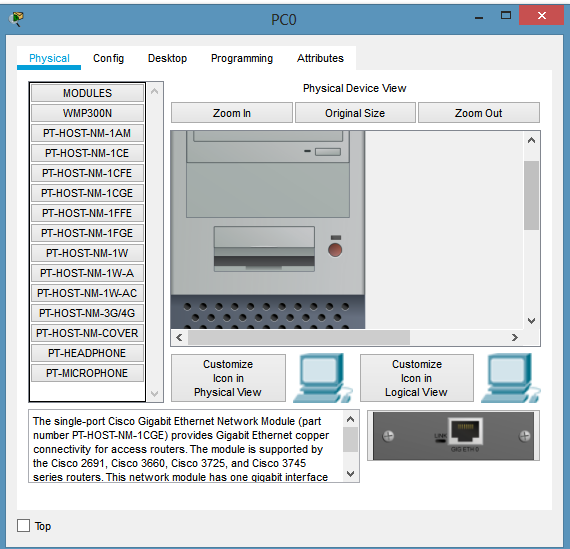 PC0
Physical
Config
Desktop
Programming
Attributes
MODULES
WMP300N
PT-HOST-NM-1AM
PT-HOST-NM-1CE
PT-HOST-NM-1CFE
PT-HOST-NM-1CGE
PT-HOST-NM-1FFE
PT-HOST-NM-1FGE
PT-HOST-NM-1W
PT-HOST-NM-1W-A
PT-HOST-NM-1W-AC
PT-HOST-NM-3G/4G
PT-HOST-NM-COVER
PT-HEADPHONE
PT-MICROPHONE
Physical Device View
Zoom In
Original Size
Zoom Out
Customize
Icon in
Physical View
Customize
Icon in
Logical View
The single-port Cisco Gigabit Ethernet Network Module (part
number PT-HOST-NM-1CGE) provides Gigabit Ethernet copper
connectivity for access routers. The module is supported by
the Cisco 2691, Cisco 3660, Cisco 3725, and Cisco 3745
series routers. This network module has one gigabit interface
LINK
GIG ETH 0
Top